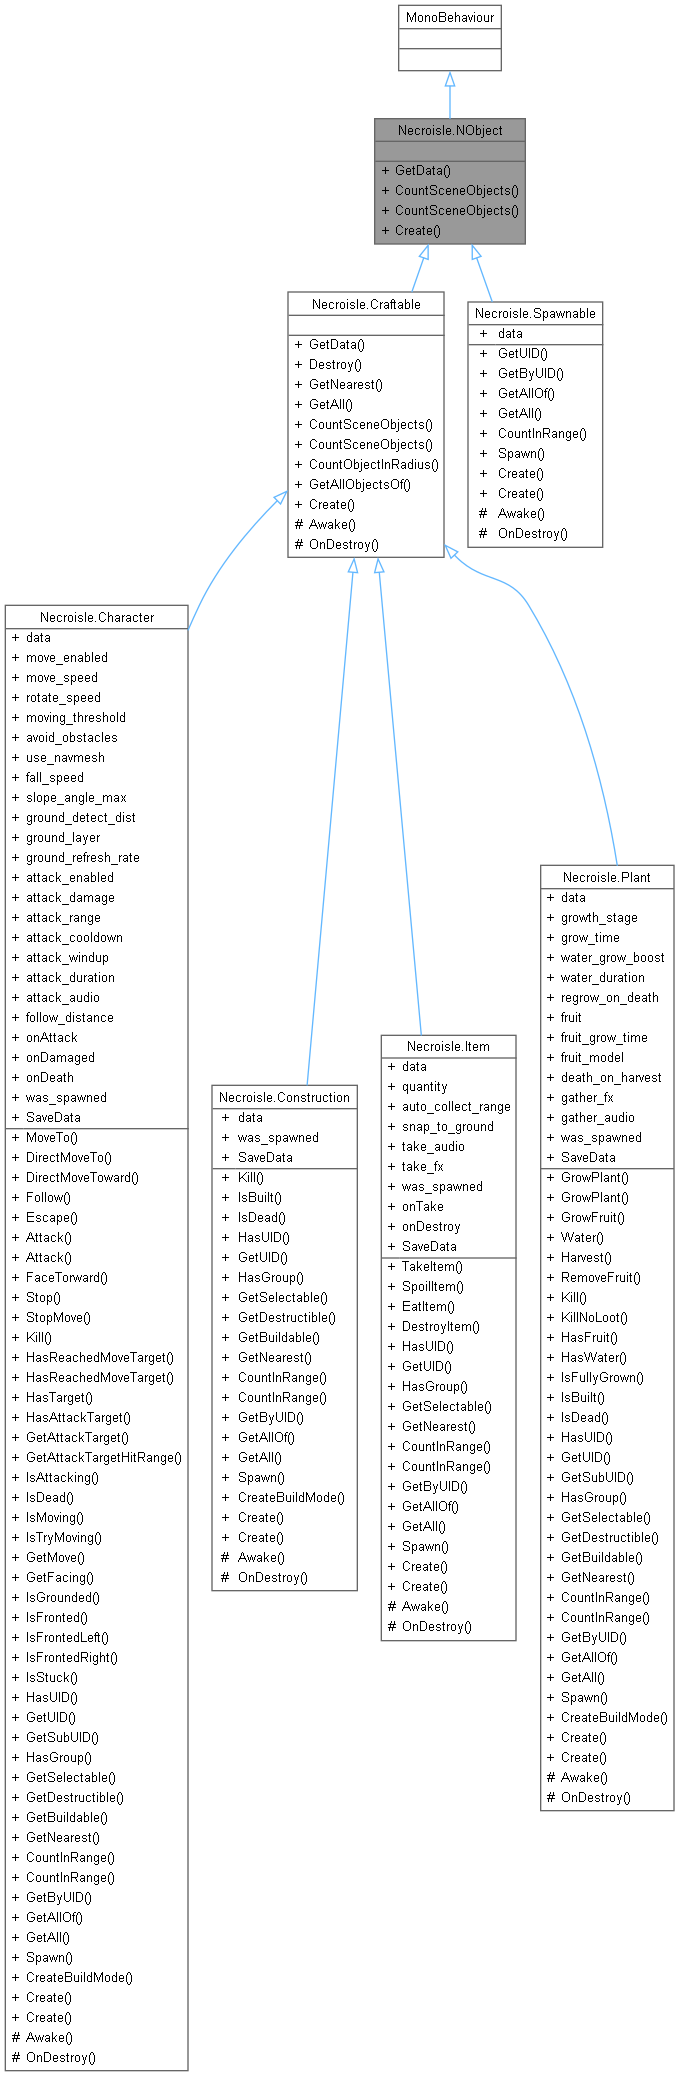 MonoBehaviour
Necroisle.NObject
+ GetData()
+ CountSceneObjects()
+ CountSceneObjects()
+ Create()
Necroisle.Craftable
+ GetData()
+ Destroy()
+ GetNearest()
+ GetAll()
+ CountSceneObjects()
+ CountSceneObjects()
+ CountObjectInRadius()
+ GetAllObjectsOf()
+ Create()
# Awake()
# OnDestroy()
Necroisle.Spawnable
+ data
+ GetUID()
+ GetByUID()
+ GetAllOf()
+ GetAll()
+ CountInRange()
+ Spawn()
+ Create()
+ Create()
# Awake()
# OnDestroy()
Necroisle.Character
+ data
+ move_enabled
+ move_speed
+ rotate_speed
+ moving_threshold
+ avoid_obstacles
+ use_navmesh
+ fall_speed
+ slope_angle_max
+ ground_detect_dist
+ ground_layer
+ ground_refresh_rate
+ attack_enabled
+ attack_damage
+ attack_range
+ attack_cooldown
+ attack_windup
+ attack_duration
+ attack_audio
+ follow_distance
+ onAttack
+ onDamaged
+ onDeath
+ was_spawned
+ SaveData
+ MoveTo()
+ DirectMoveTo()
+ DirectMoveToward()
+ Follow()
+ Escape()
+ Attack()
+ Attack()
+ FaceTorward()
+ Stop()
+ StopMove()
+ Kill()
+ HasReachedMoveTarget()
+ HasReachedMoveTarget()
+ HasTarget()
+ HasAttackTarget()
+ GetAttackTarget()
+ GetAttackTargetHitRange()
+ IsAttacking()
+ IsDead()
+ IsMoving()
+ IsTryMoving()
+ GetMove()
+ GetFacing()
+ IsGrounded()
+ IsFronted()
+ IsFrontedLeft()
+ IsFrontedRight()
+ IsStuck()
+ HasUID()
+ GetUID()
+ GetSubUID()
+ HasGroup()
+ GetSelectable()
+ GetDestructible()
+ GetBuildable()
+ GetNearest()
+ CountInRange()
+ CountInRange()
+ GetByUID()
+ GetAllOf()
+ GetAll()
+ Spawn()
+ CreateBuildMode()
+ Create()
+ Create()
# Awake()
# OnDestroy()
Necroisle.Construction
+ data
+ was_spawned
+ SaveData
+ Kill()
+ IsBuilt()
+ IsDead()
+ HasUID()
+ GetUID()
+ HasGroup()
+ GetSelectable()
+ GetDestructible()
+ GetBuildable()
+ GetNearest()
+ CountInRange()
+ CountInRange()
+ GetByUID()
+ GetAllOf()
+ GetAll()
+ Spawn()
+ CreateBuildMode()
+ Create()
+ Create()
# Awake()
# OnDestroy()
Necroisle.Item
+ data
+ quantity
+ auto_collect_range
+ snap_to_ground
+ take_audio
+ take_fx
+ was_spawned
+ onTake
+ onDestroy
+ SaveData
+ TakeItem()
+ SpoilItem()
+ EatItem()
+ DestroyItem()
+ HasUID()
+ GetUID()
+ HasGroup()
+ GetSelectable()
+ GetNearest()
+ CountInRange()
+ CountInRange()
+ GetByUID()
+ GetAllOf()
+ GetAll()
+ Spawn()
+ Create()
+ Create()
# Awake()
# OnDestroy()
Necroisle.Plant
+ data
+ growth_stage
+ grow_time
+ water_grow_boost
+ water_duration
+ regrow_on_death
+ fruit
+ fruit_grow_time
+ fruit_model
+ death_on_harvest
+ gather_fx
+ gather_audio
+ was_spawned
+ SaveData
+ GrowPlant()
+ GrowPlant()
+ GrowFruit()
+ Water()
+ Harvest()
+ RemoveFruit()
+ Kill()
+ KillNoLoot()
+ HasFruit()
+ HasWater()
+ IsFullyGrown()
+ IsBuilt()
+ IsDead()
+ HasUID()
+ GetUID()
+ GetSubUID()
+ HasGroup()
+ GetSelectable()
+ GetDestructible()
+ GetBuildable()
+ GetNearest()
+ CountInRange()
+ CountInRange()
+ GetByUID()
+ GetAllOf()
+ GetAll()
+ Spawn()
+ CreateBuildMode()
+ Create()
+ Create()
# Awake()
# OnDestroy()